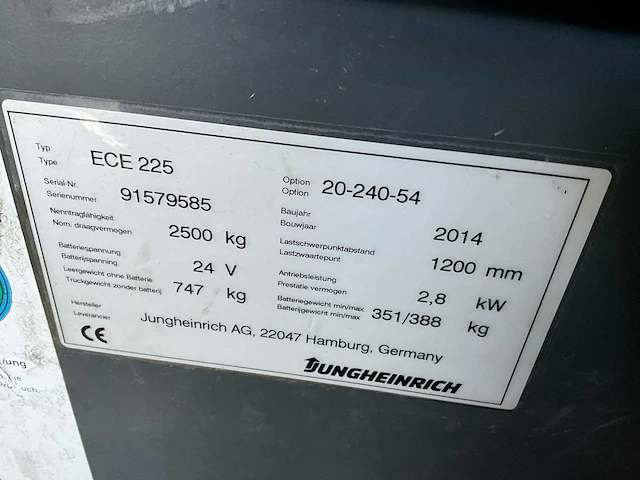 Typ
Type ECE 225
Option
Option 20-240-54
Serial-Nr.
Serienummer 91579585
Baujahr
Bouwjaar 2014
Nenntragfähigkeit
Nom. draagvermogen 2500 kg
Lastschwerpunktabstand
Lastzwaartepunt 1200 mm
Batteriespannung
Batterijspanning 24 V
Antriebsleistung
Prestatie vermogen 2,8 kW
Leergewicht ohne Batterie
Truckgewicht zonder batterij 747 kg
Batteriegewicht min/max
Batterijgewicht min/max 351/388 kg
Hersteller
Leverancier Jungheinrich AG, 22047 Hamburg, Germany
CE
JUNGHEINRICH